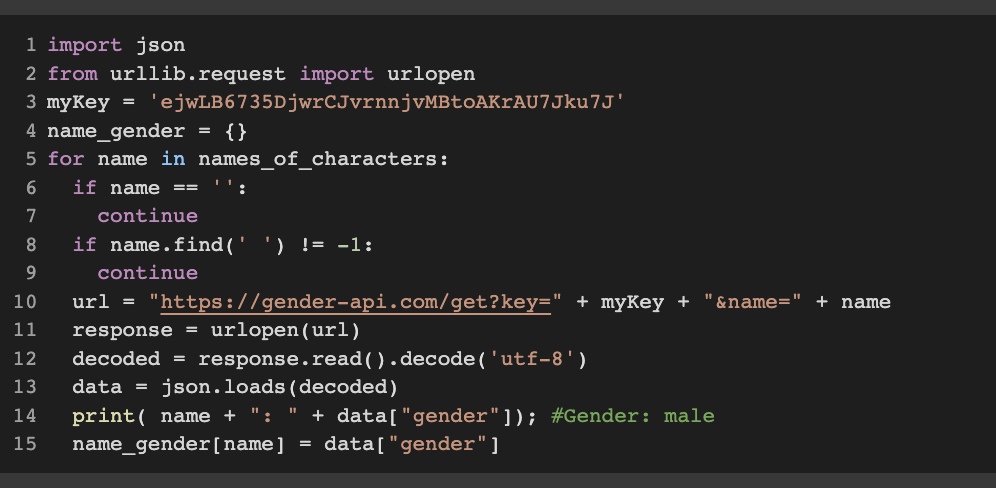 1 import json
2 from urllib.request import urlopen
3 myKey = 'ejwLB6735DjwrCJvrnnjvMBtoAKrAU7Jku7J'
4 name_gender = {}
5 for name in names_of_characters:
6   if name == '':
7     continue
8   if name.find(' ') != -1:
9     continue
10   url = "https://gender-api.com/get?key=" + myKey + "&name=" + name
11   response = urlopen(url)
12   decoded = response.read().decode('utf-8')
13   data = json.loads(decoded)
14   print( name + ": " + data["gender"]); #Gender: male
15   name_gender[name] = data["gender"]